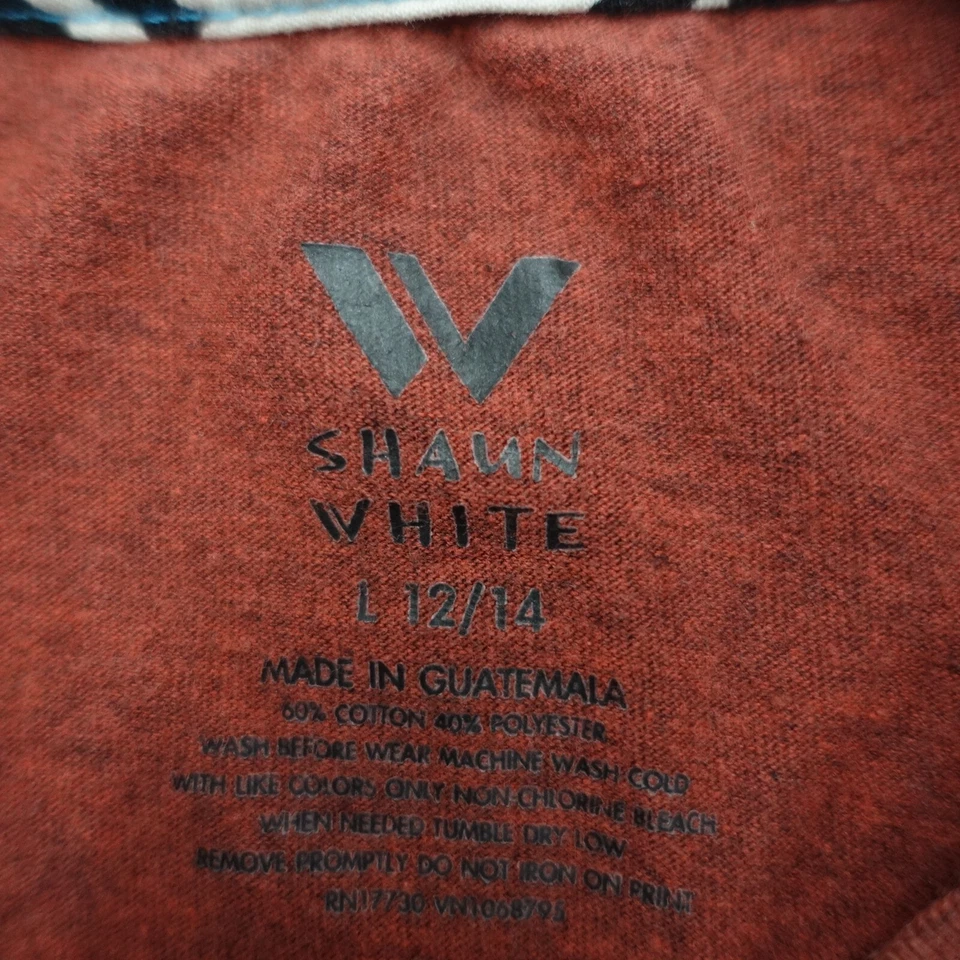 SHAUN
WHITE
L 12/14
MADE IN GUATEMALA
60% COTTON 40% POLYESTER
WASH BEFORE WEAR MACHINE WASH COLD
WITH LIKE COLORS ONLY NON-CHLORINE BLEACH
WHEN NEEDED TUMBLE DRY LOW
REMOVE PROMPTLY DO NOT IRON ON PRINT
RN17730 VN1068795